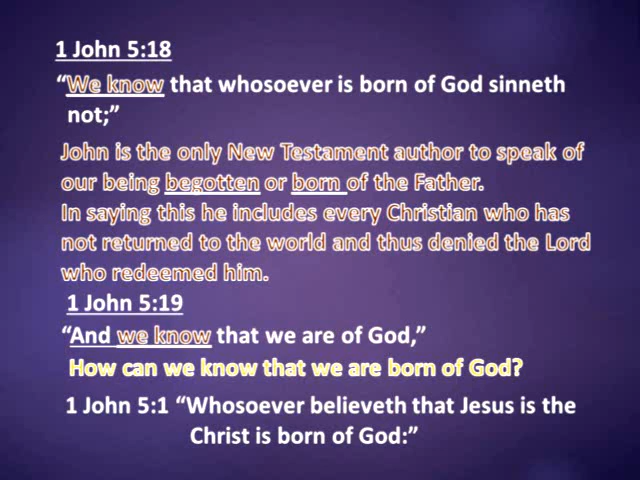 1 John 5:18
“We know that whosoever is born of God sinneth
not;”
John is the only New Testament author to speak of
our being begotten or born of the Father.
In saying this he includes every Christian who has
not returned to the world and thus denied the Lord
who redeemed him.
1 John 5:19
“And we know that we are of God,”
How can we know that we are born of God?
1 John 5:1 “Whosoever believeth that Jesus is the
Christ is born of God:”